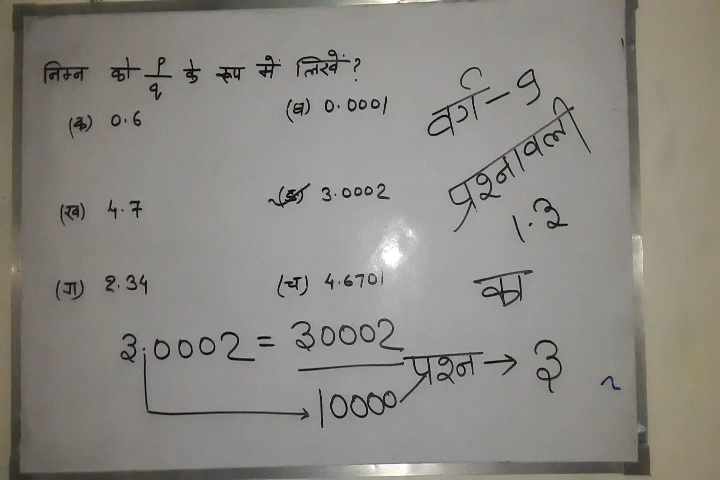 निम्न को p/q के रूप में लिखें?
(क) 0.6
(घ) 0.0001
(ख) 4.7
(ङ) 3.0002
(ग) 2.34
(च) 4.6701
3.0002 = 30002/10000
वर्ग - 9
प्रश्नावली
1.3
का
प्रश्न → 3